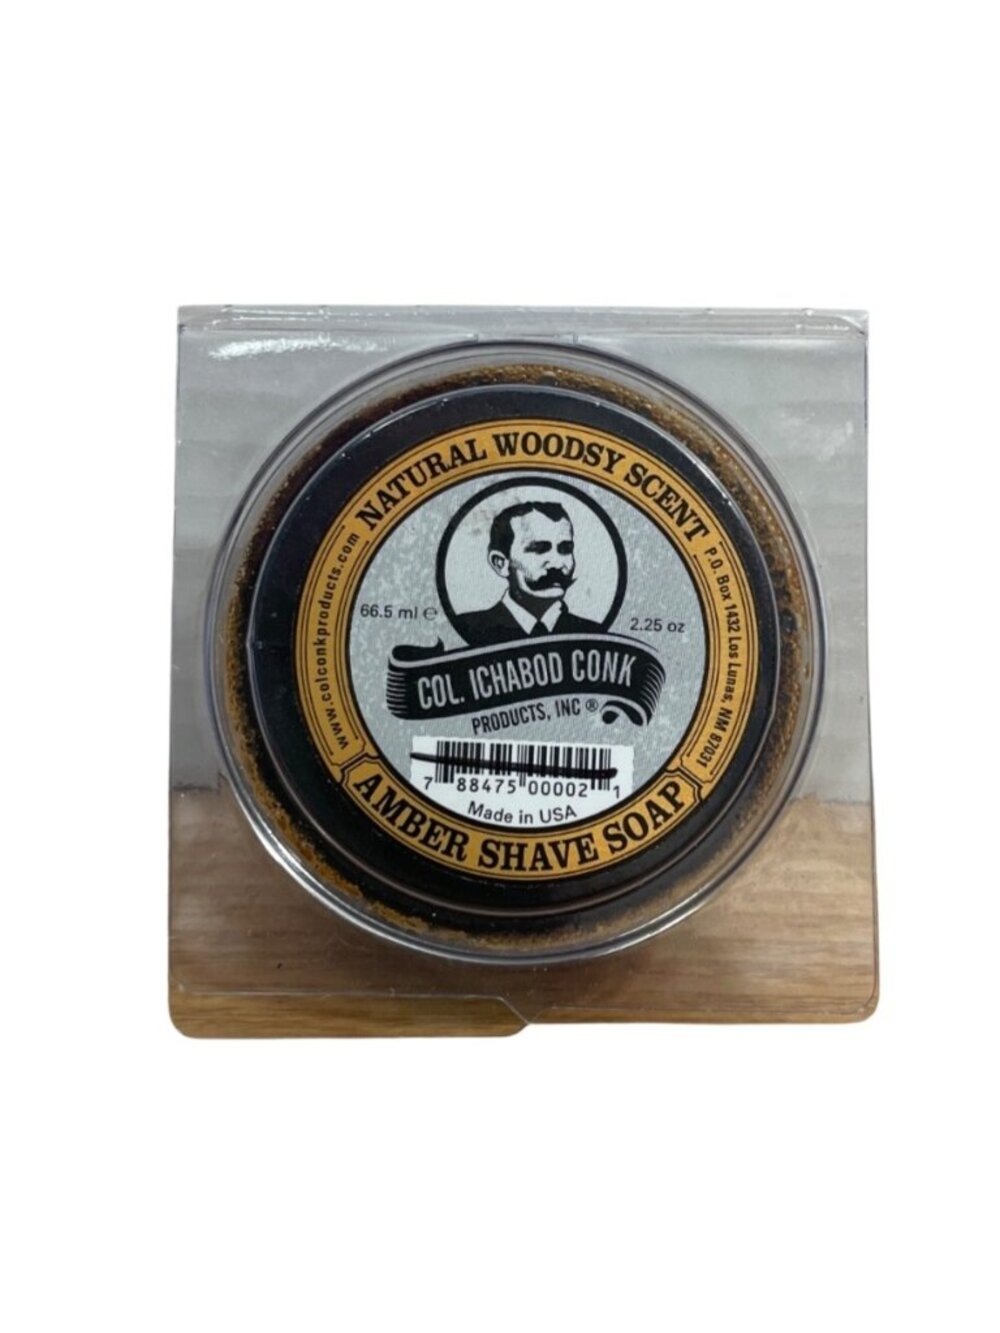 NATURAL WOODSY SCENT
www.colconkproducts.com
P.O. Box 1432 Los Lunas, NM 87031
66.5 ml ℮
2.25 oz
COL. ICHABOD CONK
PRODUCTS, INC ®
7 88475 00002 1
Made in USA
AMBER SHAVE SOAP